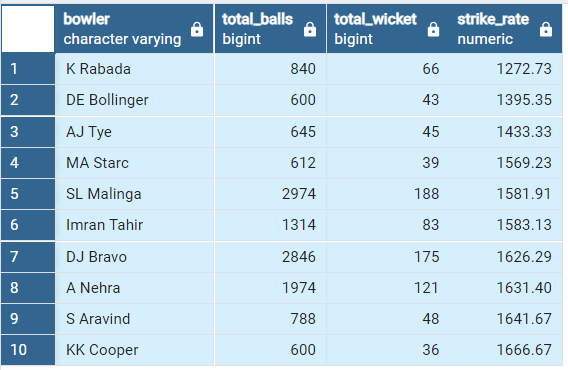 bowler total_balls total_wicket strike_rate
character varying bigint bigint numeric
1 K Rabada 840 66 1272.73
2 DE Bollinger 600 43 1395.35
3 AJ Tye 645 45 1433.33
4 MA Starc 612 39 1569.23
5 SL Malinga 2974 188 1581.91
6 Imran Tahir 1314 83 1583.13
7 DJ Bravo 2846 175 1626.29
8 A Nehra 1974 121 1631.40
9 S Aravind 788 48 1641.67
10 KK Cooper 600 36 1666.67